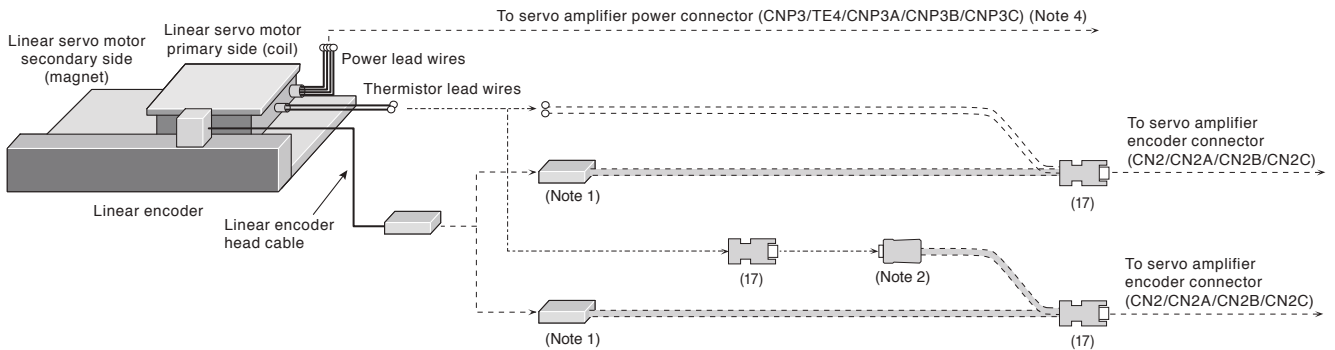 To servo amplifier power connector (CNP3/TE4/CNP3A/CNP3B/CNP3C) (Note 4)
Linear servo motor
secondary side
(magnet)
Linear servo motor
primary side (coil)
Power lead wires
Thermistor lead wires
To servo amplifier
encoder connector
(CN2/CN2A/CN2B/CN2C)
(Note 1)
(17)
Linear encoder
Linear encoder
head cable
(17)
(Note 2)
To servo amplifier
encoder connector
(CN2/CN2A/CN2B/CN2C)
(Note 1)
(17)